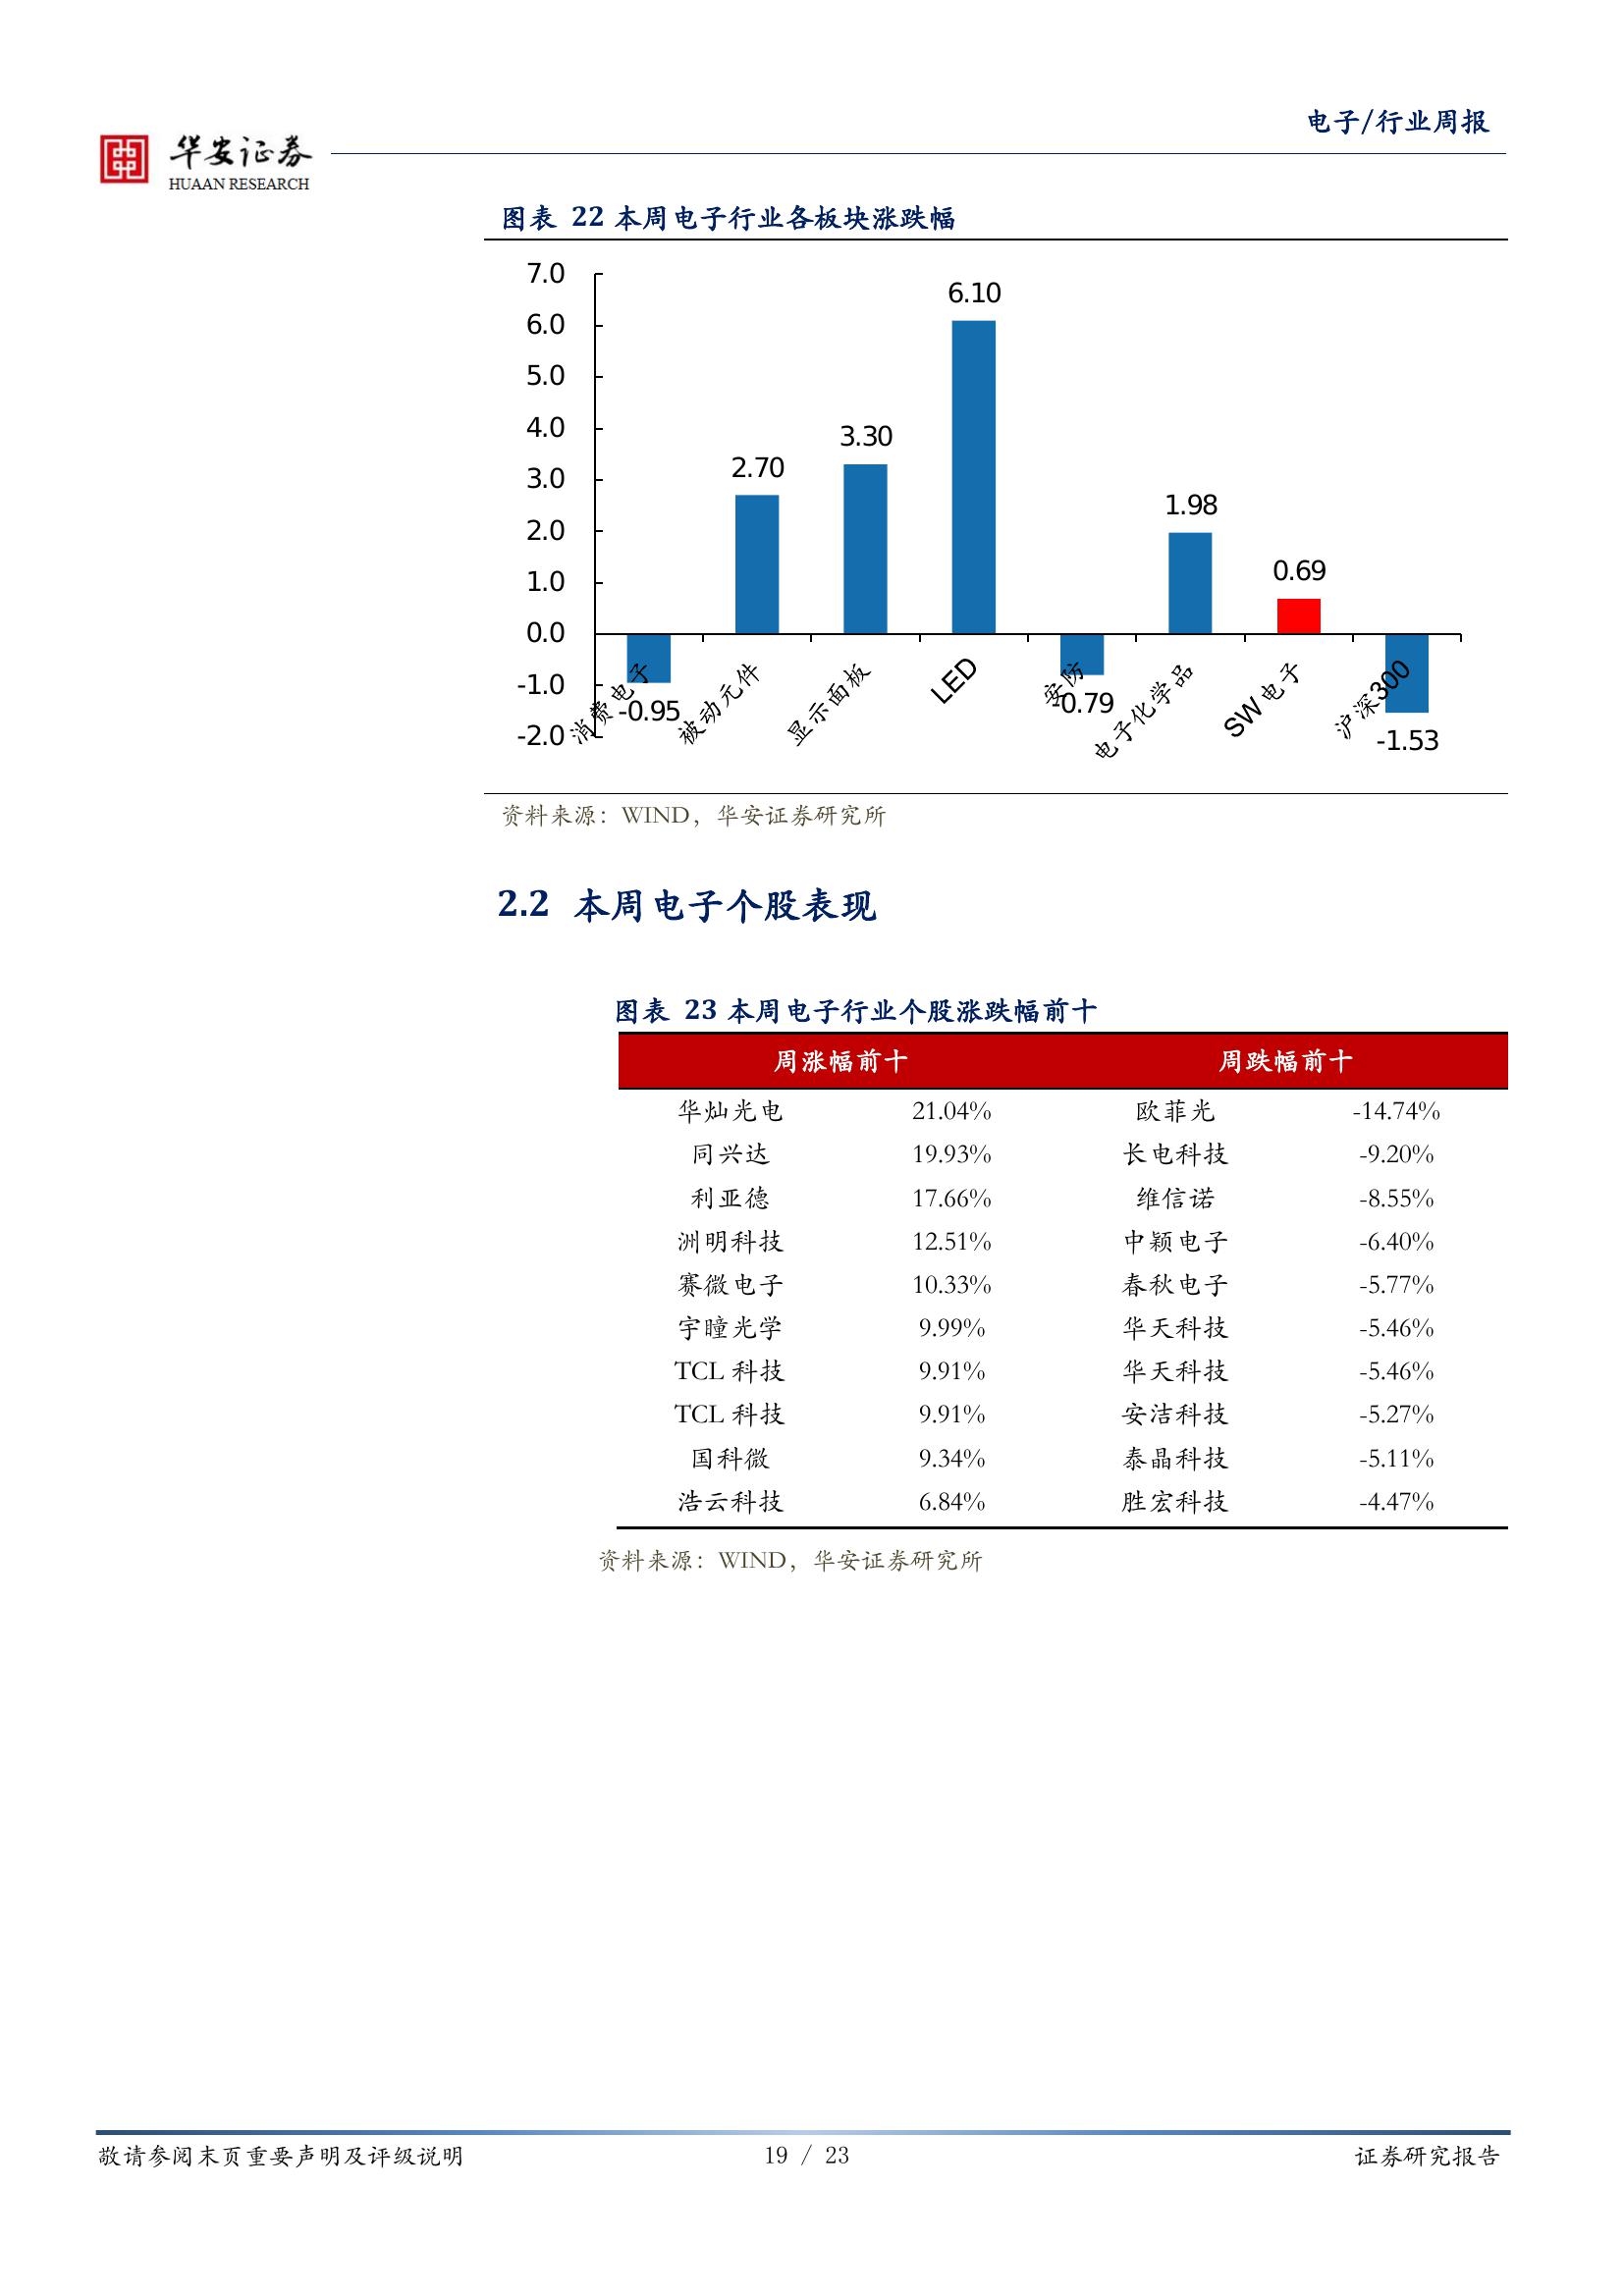 电子/行业周报
华安证券
HUAAN RESEARCH
图表 22 本周电子行业各板块涨跌幅
7.0
6.0
5.0
4.0
3.0
2.0
1.0
0.0
-1.0
-2.0
-0.95
2.70
3.30
6.10
-0.79
1.98
0.69
-1.53
消费电子
被动元件
显示面板
LED
安防
电子化学品
SW电子
沪深300
资料来源：WIND，华安证券研究所
2.2 本周电子个股表现
图表 23 本周电子行业个股涨跌幅前十
周涨幅前十 周跌幅前十
华灿光电 21.04% 欧菲光 -14.74%
同兴达 19.93% 长电科技 -9.20%
利亚德 17.66% 维信诺 -8.55%
洲明科技 12.51% 中颖电子 -6.40%
赛微电子 10.33% 春秋电子 -5.77%
宇瞳光学 9.99% 华天科技 -5.46%
TCL 科技 9.91% 华天科技 -5.46%
TCL 科技 9.91% 安洁科技 -5.27%
国科微 9.34% 泰晶科技 -5.11%
浩云科技 6.84% 胜宏科技 -4.47%
资料来源：WIND，华安证券研究所
敬请参阅末页重要声明及评级说明 19 / 23 证券研究报告